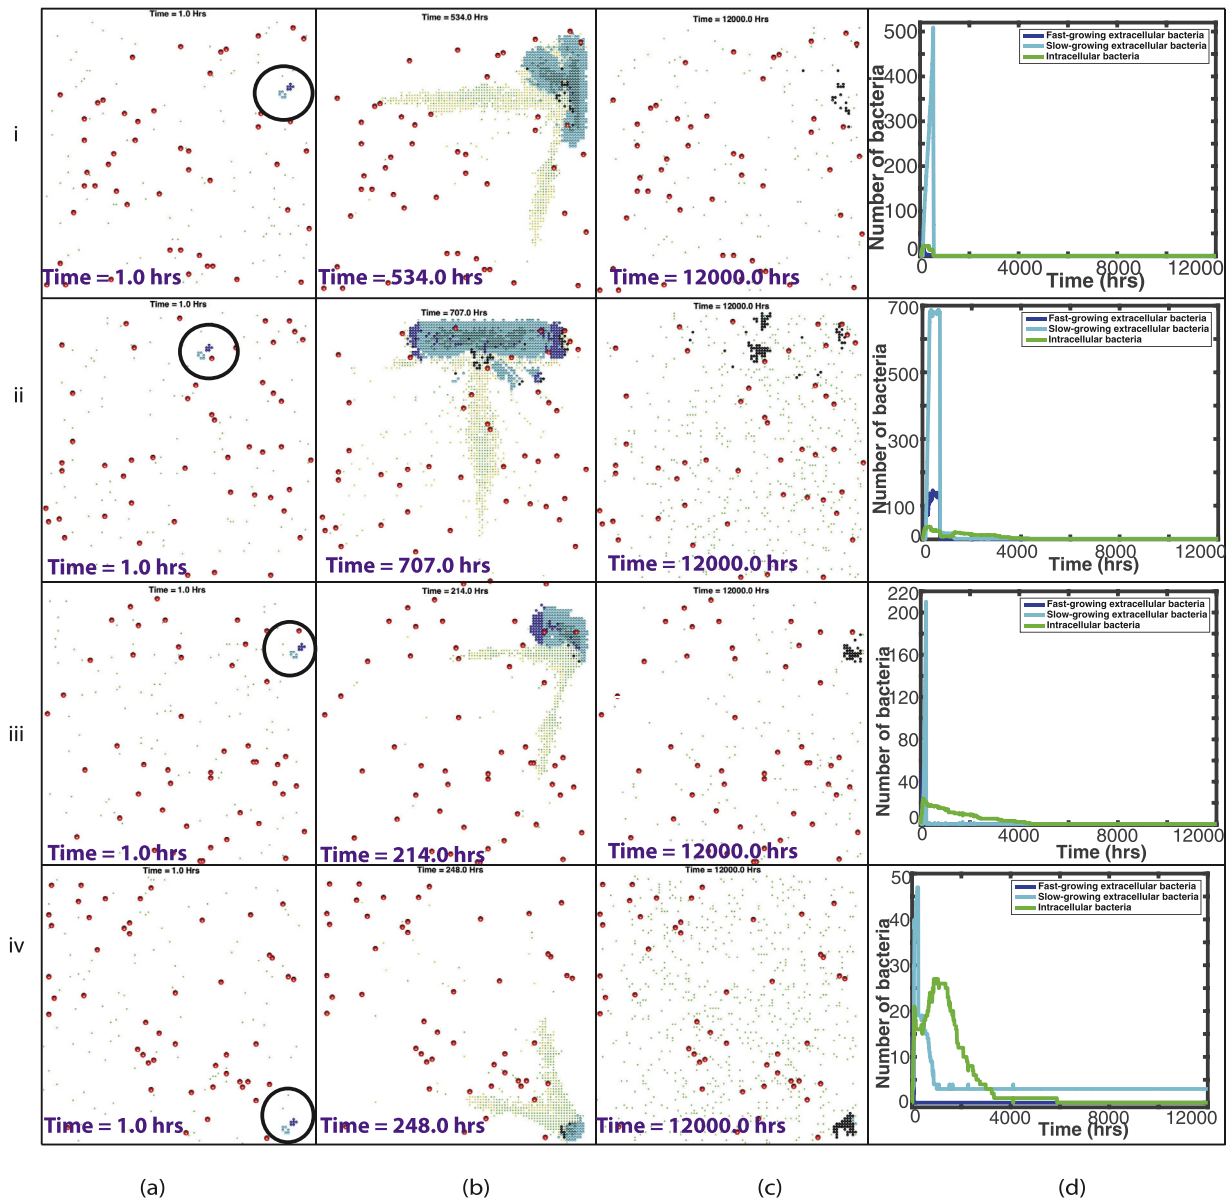 Time = 1.0 hrs
Time = 534.0 hrs
Time = 12000.0 hrs
i
Time = 1.0 hrs
Time = 534.0 hrs
Time = 12000.0 hrs
Number of bacteria
500
400
300
200
100
0
Fast-growing extracellular bacteria
Slow-growing extracellular bacteria
Intracellular bacteria
0 4000 8000 12000
Time (hrs)
Time = 1.0 Hrs
Time = 707.0 Hrs
12000.0 Hrs
ii
Time = 1.0 hrs
Time = 707.0 hrs
Time = 12000.0 hrs
Number of bacteria
700
500
300
100
0
Fast-growing extracellular bacteria
Slow-growing extracellular bacteria
Intracellular bacteria
0 4000 8000 12000
Time (hrs)
Time = 1.0 Hrs
Time = 214.0 Hrs
Time = 12000.0 Hrs
iii
Time = 1.0 hrs
Time = 214.0 hrs
Time = 12000.0 hrs
Number of bacteria
220
200
160
120
80
40
0
Fast-growing extracellular bacteria
Slow-growing extracellular bacteria
Intracellular bacteria
0 4000 8000 12000
Time (hrs)
Time = 1.0 Hrs
Time = 248.0 Hrs
Time = 12000.0 Hrs
iv
Time = 1.0 hrs
Time = 248.0 hrs
Time = 12000.0 hrs
Number of bacteria
50
40
30
20
10
0
Fast-growing extracellular bacteria
Slow-growing extracellular bacteria
Intracellular bacteria
0 4000 8000 12000
Time (hrs)
(a) (b) (c) (d)